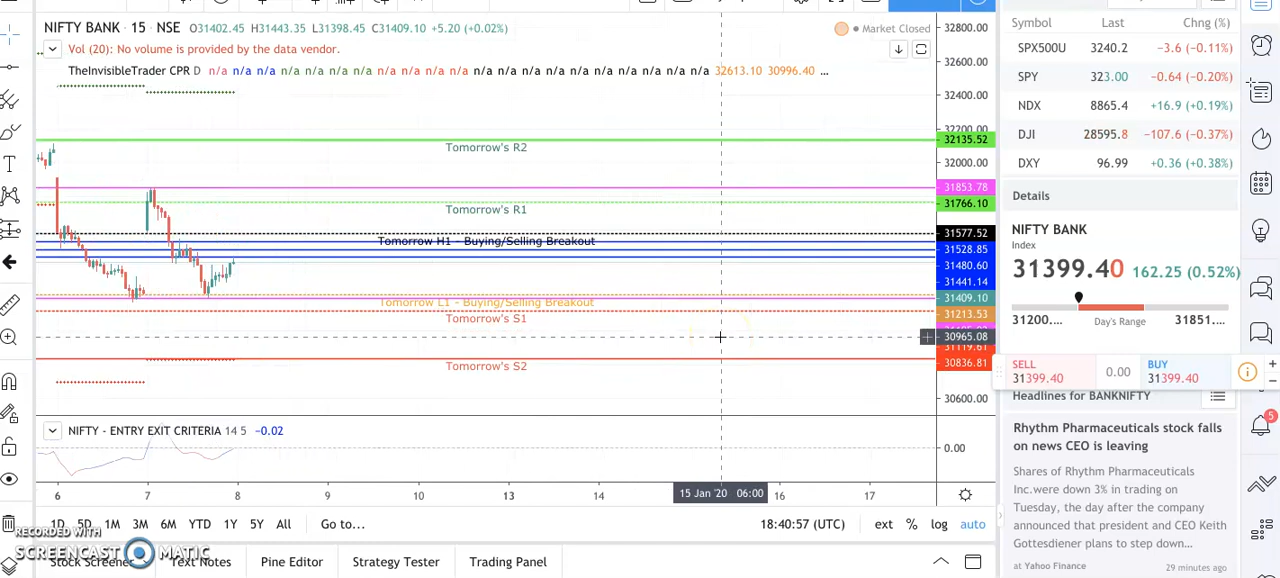 NIFTY BANK · 15 · NSE O31402.45 H31443.35 L31398.45 C31409.10 +5.20 (+0.02%)
Market Closed
Vol (20): No volume is provided by the data vendor.
TheInvisibleTrader CPR D n/a n/a n/a n/a n/a n/a n/a n/a n/a n/a n/a n/a n/a n/a n/a n/a n/a n/a n/a n/a n/a 32613.10 30996.40 ...
32800.00
32600.00
32400.00
32200.00
32135.52
Tomorrow's R2
32000.00
31853.78
31766.10
Tomorrow's R1
31577.52
Tomorrow H1 - Buying/Selling Breakout
31528.85
31480.60
31441.14
31409.10
Tomorrow L1 - Buying/Selling Breakout
31213.53
Tomorrow's S1
30965.08
31119.61
30836.81
Tomorrow's S2
30600.00
NIFTY - ENTRY EXIT CRITERIA 14 5 -0.02
0.00
6 7 8 9 10 13 14 15 Jan '20 06:00 16 17
1D 5D 1M 3M 6M YTD 1Y 5Y All Go to... 18:40:57 (UTC) ext % log auto
RECORDED WITH
SCREENCAST MATIC
Stock Screener Text Notes Pine Editor Strategy Tester Trading Panel
Symbol Last Chng (%)
SPX500U 3240.2 −3.6 (−0.11%)
SPY 323.00 −0.64 (−0.20%)
NDX 8865.4 +16.9 (+0.19%)
DJI 28595.8 −107.6 (−0.37%)
DXY 96.99 +0.36 (+0.38%)
Details
NIFTY BANK
Index
31399.40 162.25 (0.52%)
31200.... Day's Range 31851....
SELL 31399.40 0.00 BUY 31399.40
Headlines for BANKNIFTY
Rhythm Pharmaceuticals stock falls
on news CEO is leaving
Shares of Rhythm Pharmaceuticals
Inc.were down 3% in trading on
Tuesday, the day after the company
announced that president and CEO Keith
Gottesdiener plans to step down...
at Yahoo Finance 29 minutes ago
5